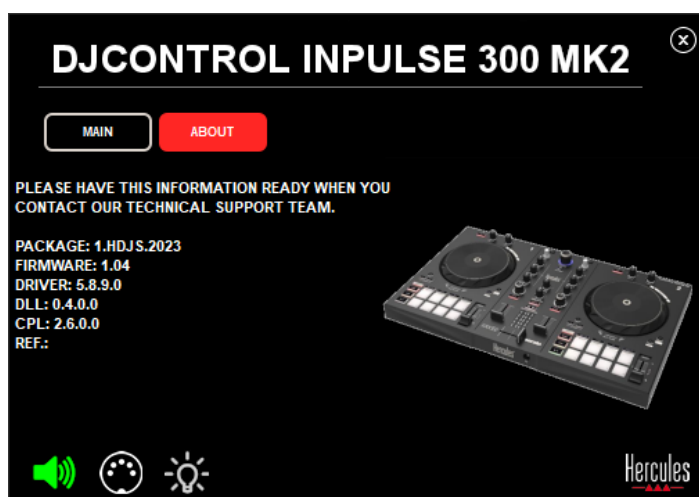 DJCONTROL INPULSE 300 MK2
MAIN
ABOUT
PLEASE HAVE THIS INFORMATION READY WHEN YOU
CONTACT OUR TECHNICAL SUPPORT TEAM.
PACKAGE: 1.HDJS.2023
FIRMWARE: 1.04
DRIVER: 5.8.9.0
DLL: 0.4.0.0
CPL: 2.6.0.0
REF.:
Hercules